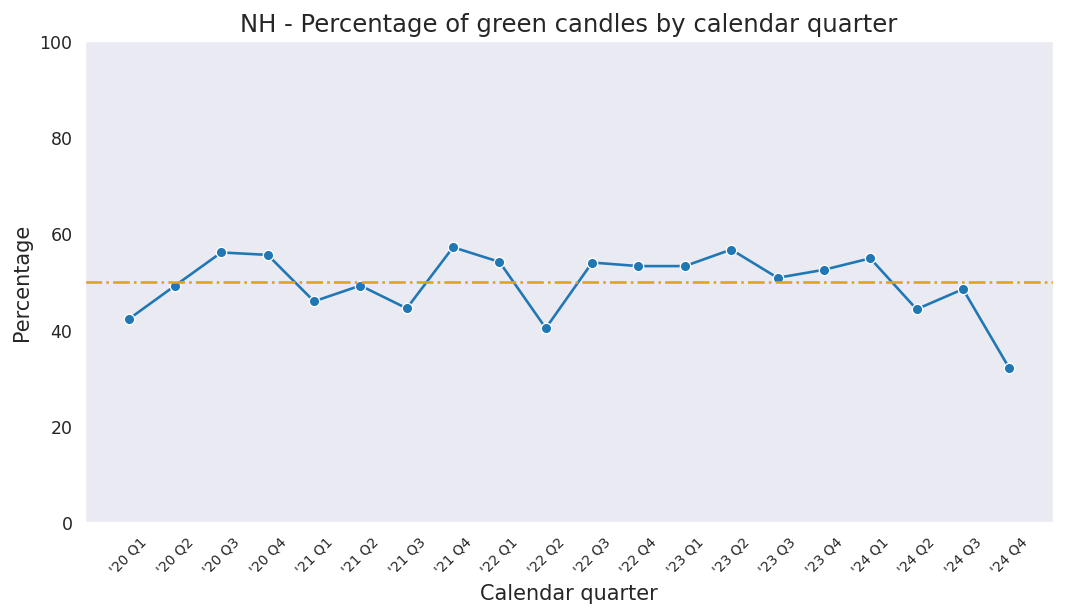 NH - Percentage of green candles by calendar quarter
100
80
60
40
20
0
Percentage
'20 Q1
'20 Q2
'20 Q3
'20 Q4
'21 Q1
'21 Q2
'21 Q3
'21 Q4
'22 Q1
'22 Q2
'22 Q3
'22 Q4
'23 Q1
'23 Q2
'23 Q3
'23 Q4
'24 Q1
'24 Q2
'24 Q3
'24 Q4
Calendar quarter